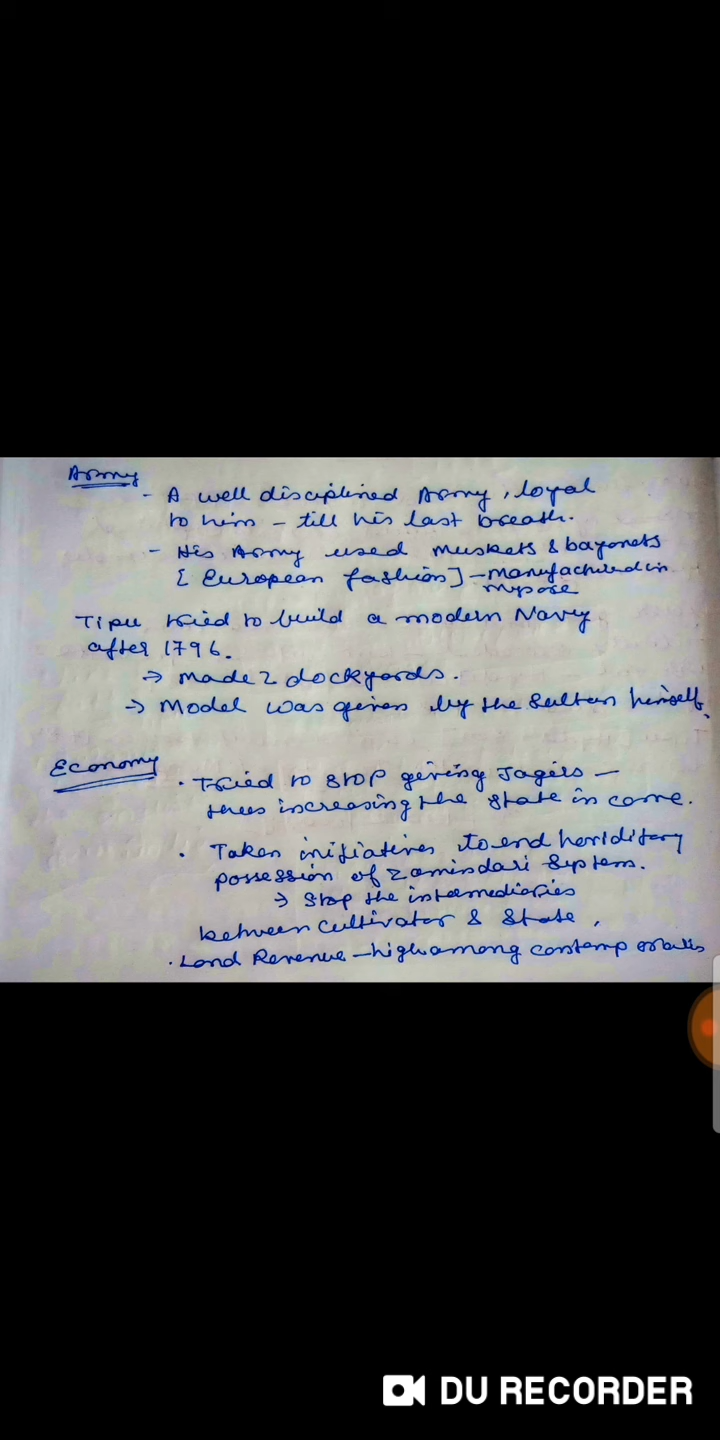 Army
- A well disciplined Army, loyal
to him - till his last breath.
- His Army used muskets & bayonets
[European fashion] - manufactured in
mysore
Tipu tried to build a modern Navy
after 1796.
→ Made 2 dockyards.
→ Model was given by the Sultan himself.
Economy
• Tried to stop giving Jagirs -
thus increasing the state income.
• Taken initiatives to end heriditary
possession of zamindari System.
→ Stop the intermediaries
between cultivator & State,
• Land Revenue - high among contemp
DU RECORDER